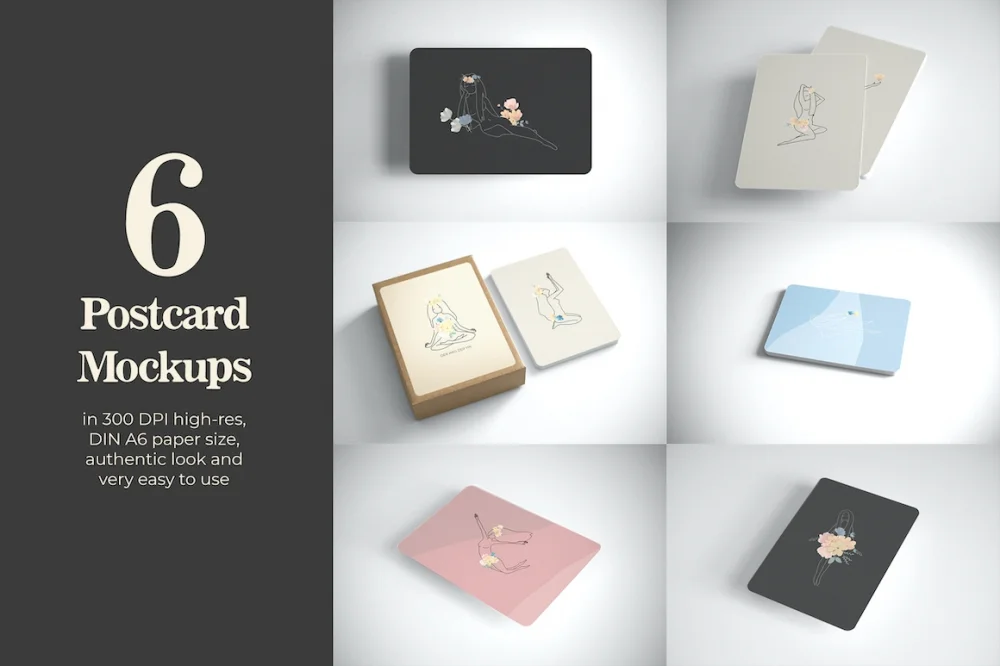 6
Postcard
Mockups
in 300 DPI high-res,
DIN A6 paper size,
authentic look and
very easy to use